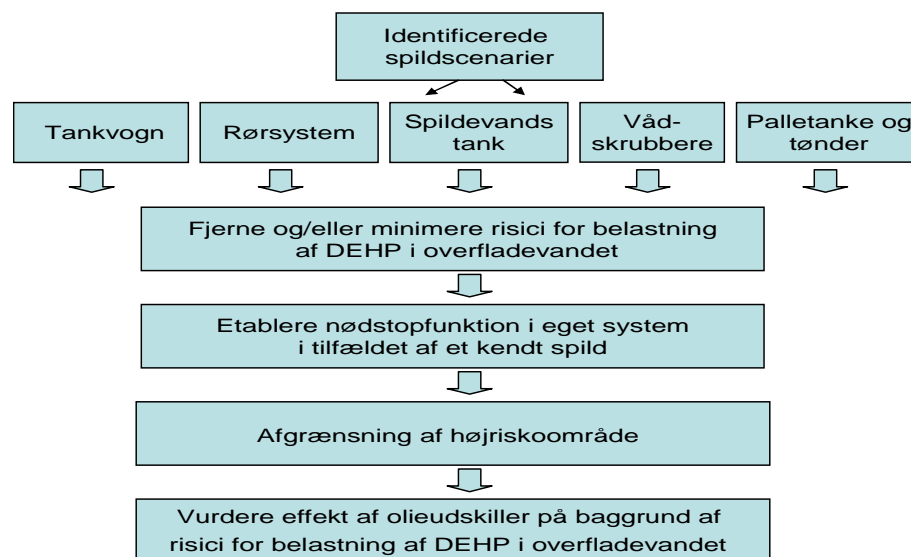 Identificerede
spildscenarier
Tankvogn
Rørsystem
Spildevands
tank
Våd-
skrubbere
Palletanke og
tønder
Fjerne og/eller minimere risici for belastning
af DEHP i overfladevandet
Etablere nødstopfunktion i eget system
i tilfældet af et kendt spild
Afgrænsning af højriskoområde
Vurdere effekt af olieudskiller på baggrund af
risici for belastning af DEHP i overfladevandet